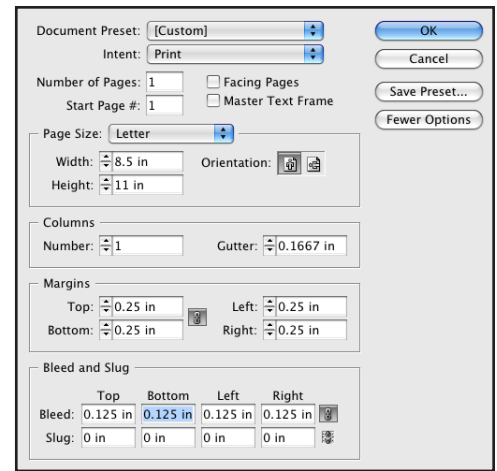 Document Preset: [Custom]
OK
Intent: Print
Cancel
Number of Pages: 1 Facing Pages
Save Preset...
Start Page #: 1 Master Text Frame
Fewer Options
Page Size: Letter
Width: 8.5 in Orientation:
Height: 11 in
Columns
Number: 1 Gutter: 0.1667 in
Margins
Top: 0.25 in Left: 0.25 in
Bottom: 0.25 in Right: 0.25 in
Bleed and Slug
Top Bottom Left Right
Bleed: 0.125 in 0.125 in 0.125 in 0.125 in
Slug: 0 in 0 in 0 in 0 in